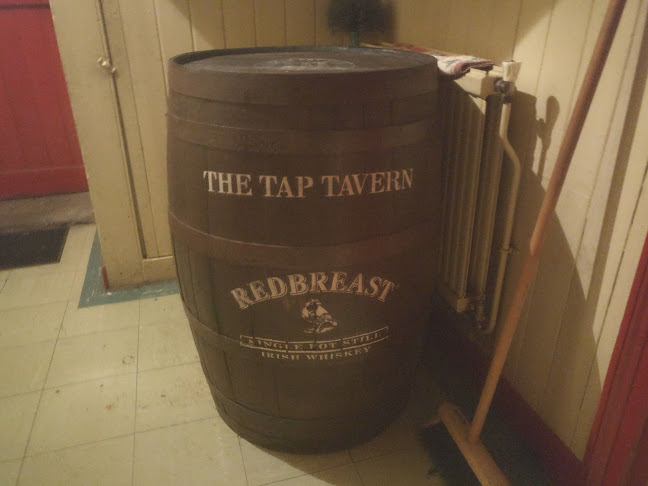 THE TAP TAVERN
REDBREAST
SINGLE POT STILL
IRISH WHISKEY